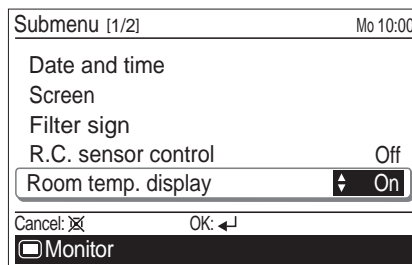 Submenu [1/2] Mo 10:00
Date and time
Screen
Filter sign
R.C. sensor control Off
Room temp. display On
Cancel: OK:
Monitor